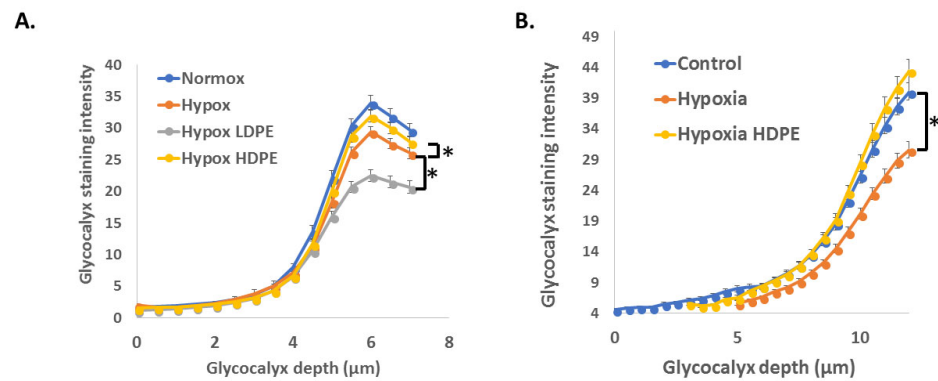 A.
Glycocalyx staining intensity
40
35
30
25
20
15
10
5
0
Normox
Hypox
Hypox LDPE
Hypox HDPE
*
*
0 2 4 6 8
Glycocalyx depth (µm)
B.
Glycocalyx staining intensity
49
44
39
34
29
24
19
14
9
4
Control
Hypoxia
Hypoxia HDPE
*
0 5 10
Glycocalyx depth (µm)